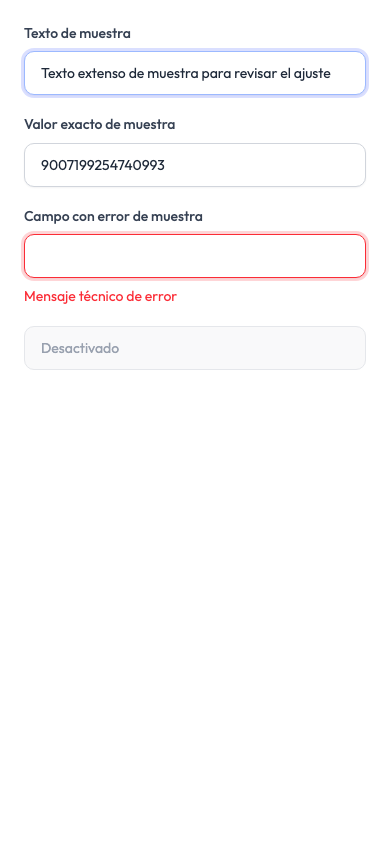 Texto de muestra
Texto extenso de muestra para revisar el ajuste
Valor exacto de muestra
9007199254740993
Campo con error de muestra
Mensaje técnico de error
Desactivado